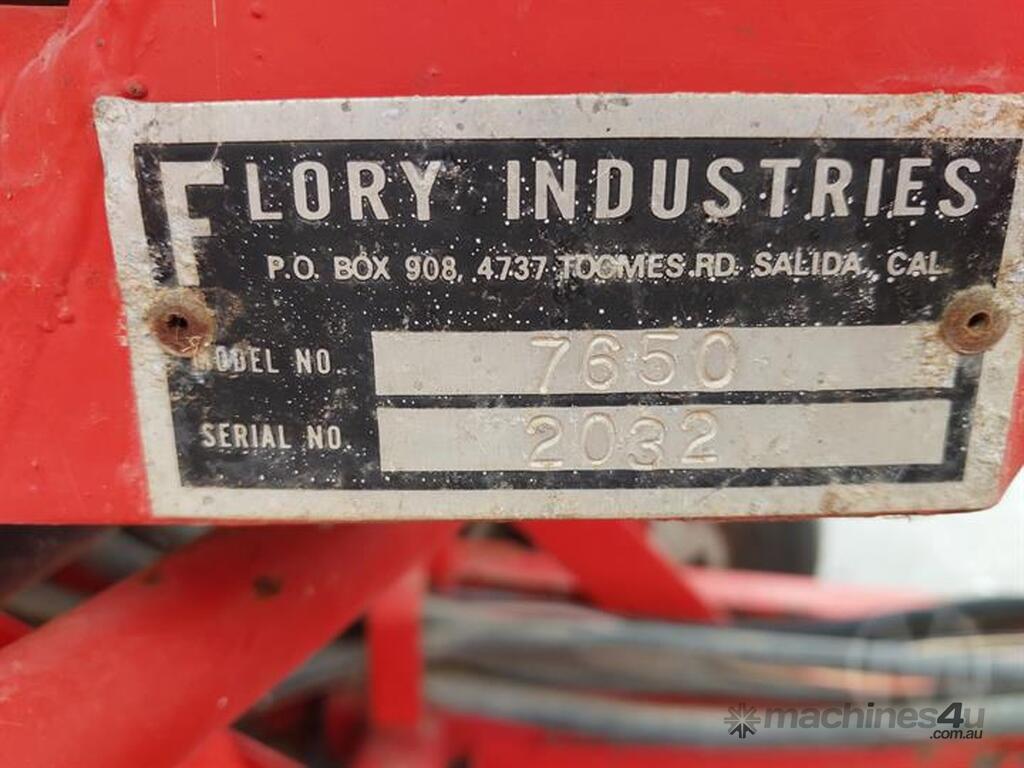 FLORY INDUSTRIES
P.O. BOX 908, 4737 TOOMES RD. SALIDA, CAL
MODEL NO. 7650
SERIAL NO. 2032
machines4u
.com.au